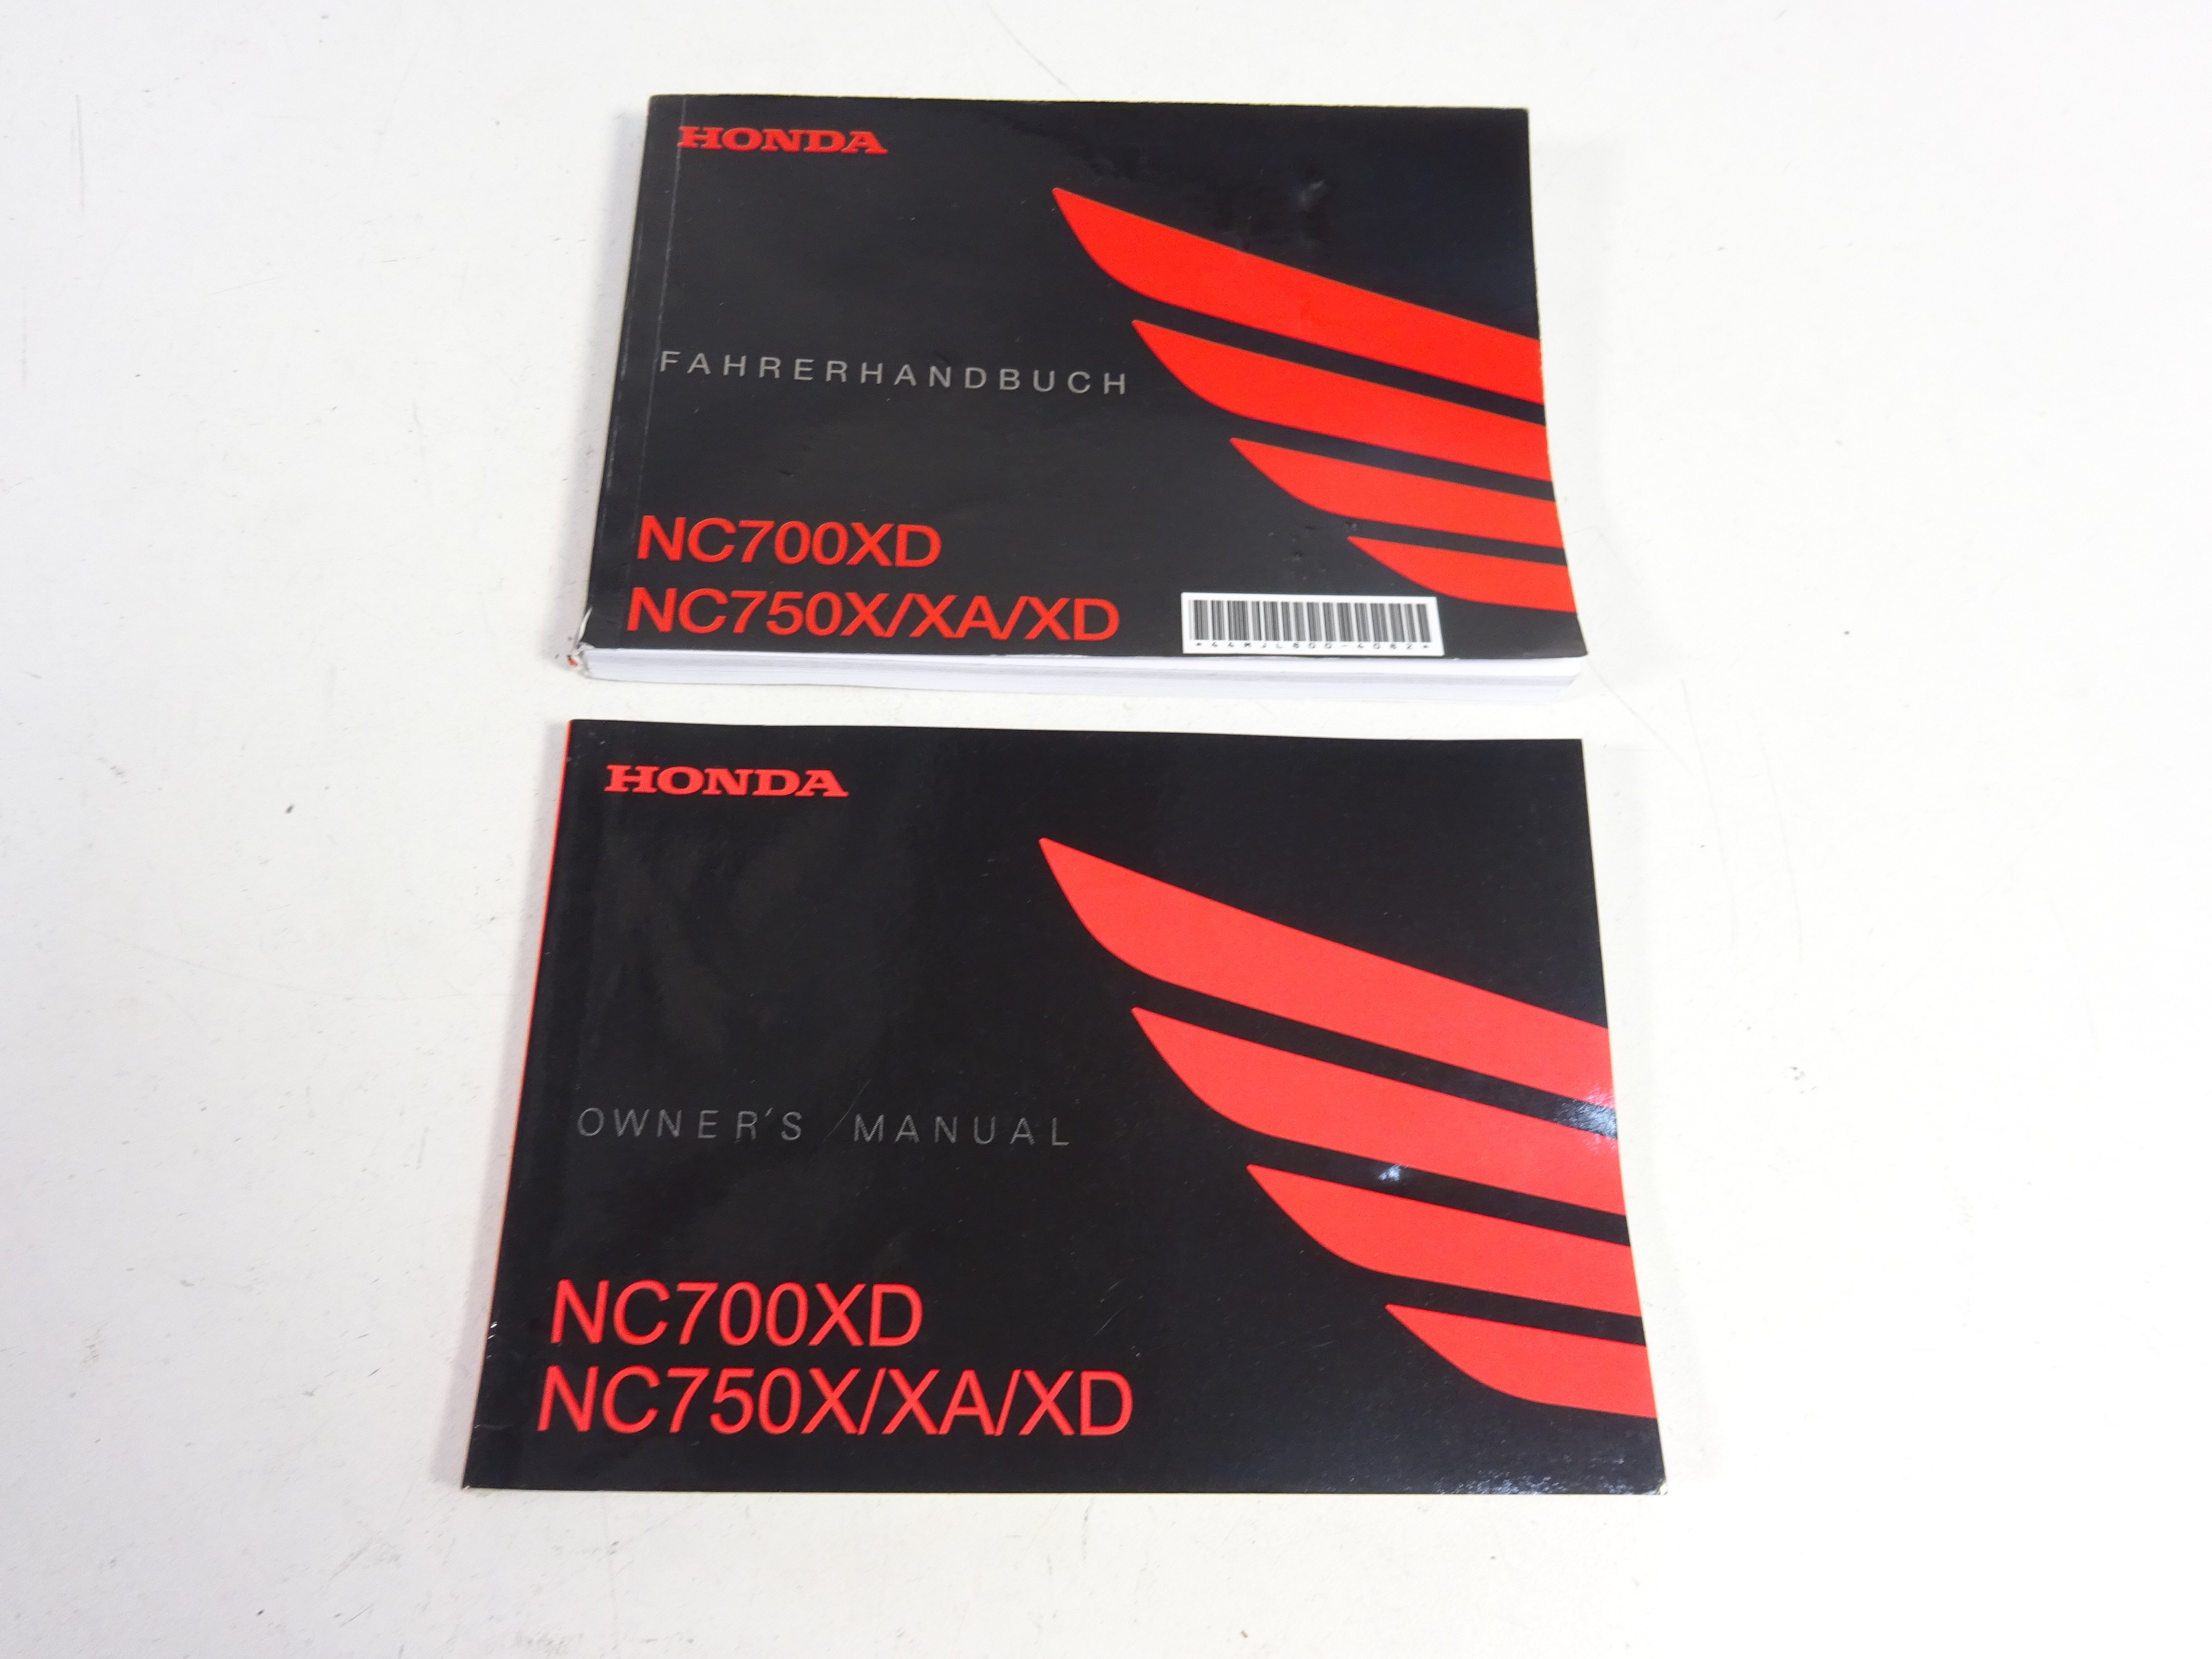 HONDA
FAHRERHANDBUCH
NC700XD
NC750X/XA/XD
HONDA
OWNER'S MANUAL
NC700XD
NC750X/XA/XD